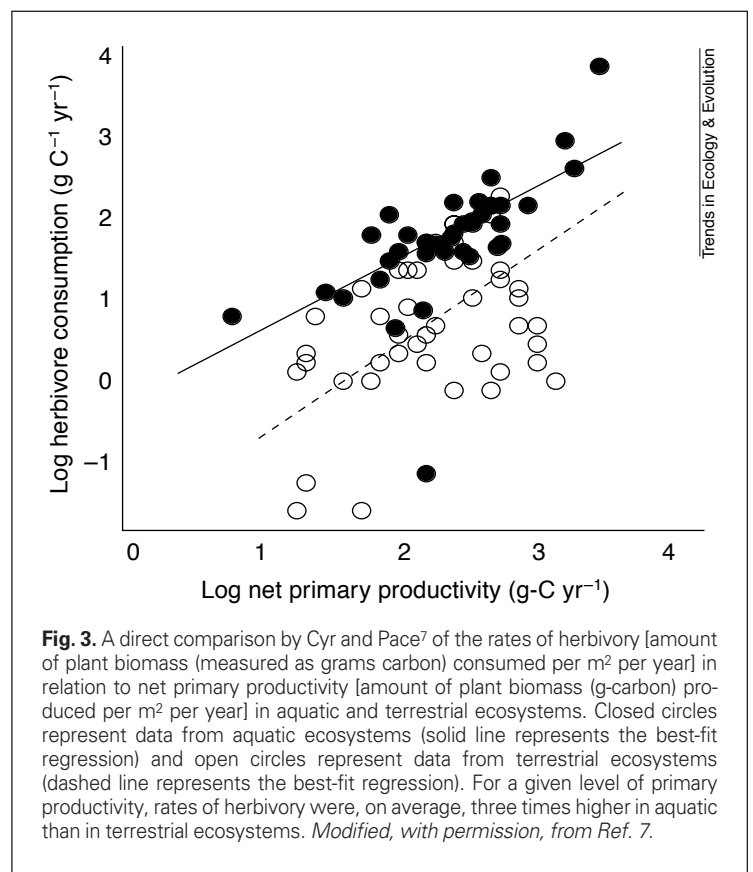 4
3
2
1
0
−1
Log herbivore consumption (g C⁻¹ yr⁻¹)
Trends in Ecology & Evolution
0 1 2 3 4
Log net primary productivity (g-C yr⁻¹)
Fig. 3. A direct comparison by Cyr and Pace⁷ of the rates of herbivory [amount
of plant biomass (measured as grams carbon) consumed per m² per year] in
relation to net primary productivity [amount of plant biomass (g-carbon) pro-
duced per m² per year] in aquatic and terrestrial ecosystems. Closed circles
represent data from aquatic ecosystems (solid line represents the best-fit
regression) and open circles represent data from terrestrial ecosystems
(dashed line represents the best-fit regression). For a given level of primary
productivity, rates of herbivory were, on average, three times higher in aquatic
than in terrestrial ecosystems. Modified, with permission, from Ref. 7.